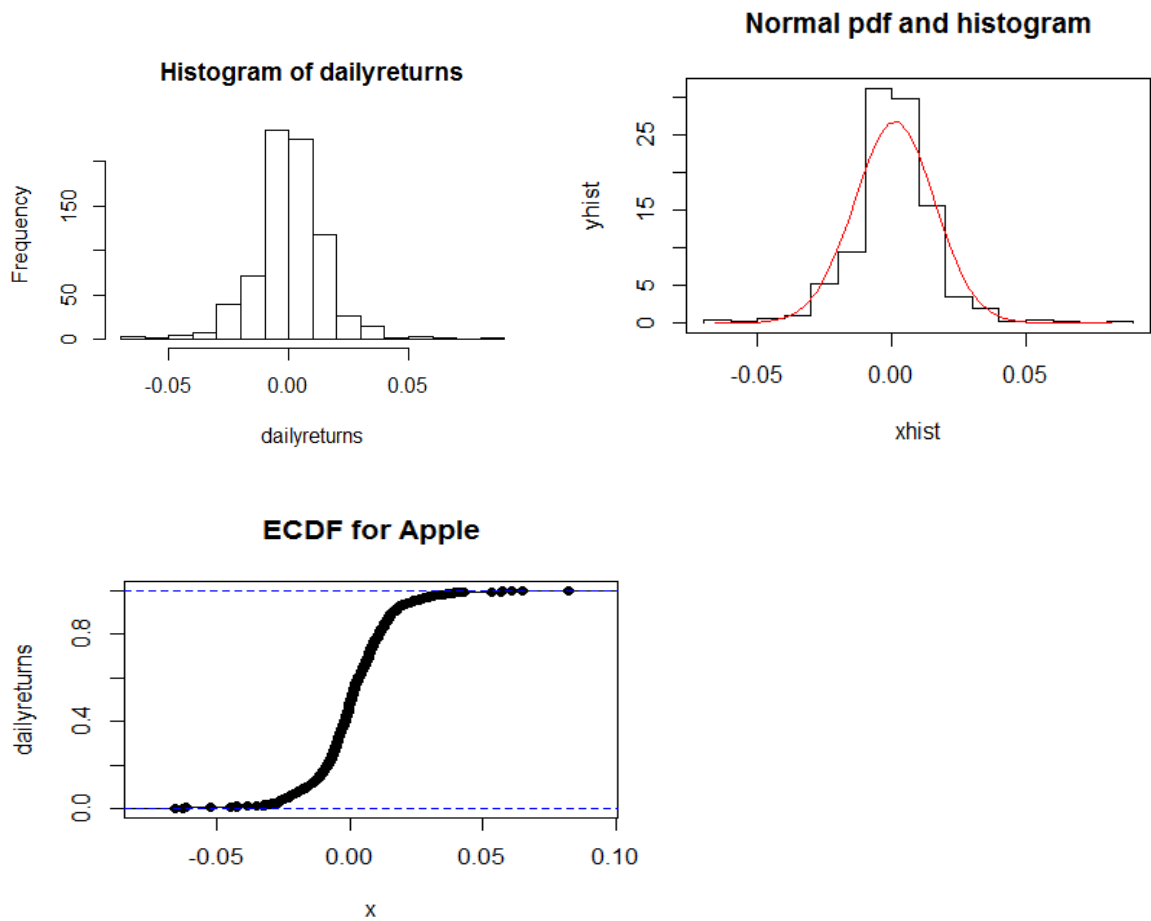 Histogram of dailyreturns
Frequency
150
50
0
-0.05 0.00 0.05
dailyreturns
Normal pdf and histogram
yhist
25
15
5
0
-0.05 0.00 0.05
xhist
ECDF for Apple
dailyreturns
0.8
0.4
0.0
-0.05 0.00 0.05 0.10
x